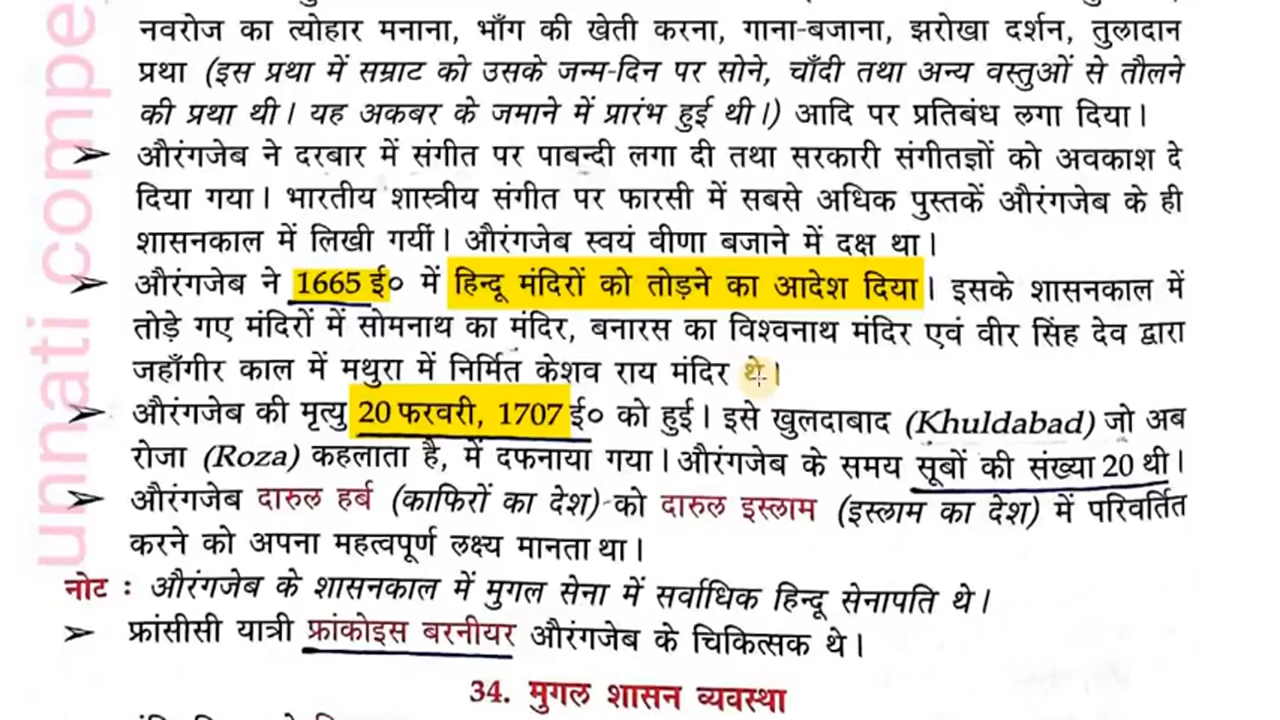 नवरोज का त्योहार मनाना, भाँग की खेती करना, गाना-बजाना, झरोखा दर्शन, तुलादान
प्रथा (इस प्रथा में सम्राट को उसके जन्म-दिन पर सोने, चाँदी तथा अन्य वस्तुओं से तौलने
की प्रथा थी। यह अकबर के जमाने में प्रारंभ हुई थी।) आदि पर प्रतिबंध लगा दिया।
➢ औरंगजेब ने दरबार में संगीत पर पाबन्दी लगा दी तथा सरकारी संगीतज्ञों को अवकाश दे
दिया गया। भारतीय शास्त्रीय संगीत पर फारसी में सबसे अधिक पुस्तकें औरंगजेब के ही
शासनकाल में लिखी गयीं। औरंगजेब स्वयं वीणा बजाने में दक्ष था।
➢ औरंगजेब ने 1665 ई० में हिन्दू मंदिरों को तोड़ने का आदेश दिया। इसके शासनकाल में
तोड़े गए मंदिरों में सोमनाथ का मंदिर, बनारस का विश्वनाथ मंदिर एवं वीर सिंह देव द्वारा
जहाँगीर काल में मथुरा में निर्मित केशव राय मंदिर थे।
➢ औरंगजेब की मृत्यु 20 फरवरी, 1707 ई० को हुई। इसे खुलदाबाद (Khuldabad) जो अब
रोजा (Roza) कहलाता है, में दफनाया गया। औरंगजेब के समय सूबों की संख्या 20 थी।
➢ औरंगजेब दारुल हर्ब (काफिरों का देश) को दारुल इस्लाम (इस्लाम का देश) में परिवर्तित
करने को अपना महत्वपूर्ण लक्ष्य मानता था।
नोट : औरंगजेब के शासनकाल में मुगल सेना में सर्वाधिक हिन्दू सेनापति थे।
➢ फ्रांसीसी यात्री फ्रांकोइस बरनीयर औरंगजेब के चिकित्सक थे।
34. मुगल शासन व्यवस्था
unnati compe